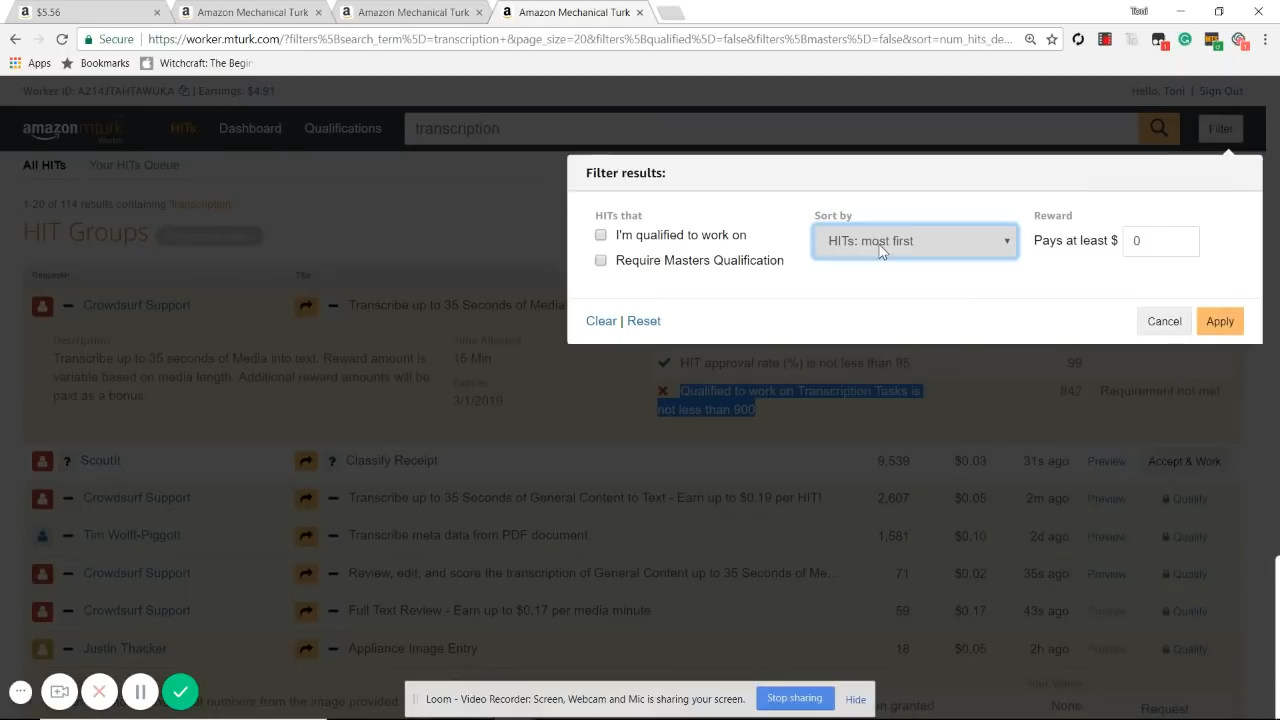 $5.56
Amazon Mechanical Turk
Amazon Mechanical Turk
Amazon Mechanical Turk
Toni
Secure
https://worker.mturk.com/?filters%5Bsearch_term%5D=transcription+&page_size=20&filters%5Bqualified%5D=false&filters%5Bmasters%5D=false&sort=num_hits_de...
Apps
Bookmarks
Witchcraft: The Begin
Worker ID: A214JTAHTAWUKA
Earnings: $4.91
Hello, Toni | Sign Out
amazonmturk
Worker
HITs
Dashboard
Qualifications
transcription
Filter
All HITs
Your HITs Queue
Filter results:
1-20 of 114 results containing "transcription"
HIT Groups
HITs that
I'm qualified to work on
Require Masters Qualification
Sort by
HITs: most first
Reward
Pays at least $ 0
Clear | Reset
Cancel
Apply
Requester
Title
Crowdsurf Support
Transcribe up to 35 Seconds of Media
Description
Transcribe up to 35 seconds of Media into text. Reward amount is
variable based on media length. Additional reward amounts will be
paid as a bonus.
Time Allotted
15 Min
Expires
3/1/2019
HIT approval rate (%) is not less than 95
99
Qualified to work on Transcription Tasks is
not less than 900
842
Requirement not met
ScoutIt ? Classify Receipt 9,539 $0.03 31s ago Preview Accept & Work
Crowdsurf Support Transcribe up to 35 Seconds of General Content to Text - Earn up to $0.19 per HIT! 2,607 $0.05 2m ago Preview Qualify
Tim Wolff-Piggott Transcribe meta data from PDF document 1,581 $0.10 2d ago Preview Qualify
Crowdsurf Support Review, edit, and score the transcription of General Content up to 35 Seconds of Me... 71 $0.02 35s ago Preview Qualify
Crowdsurf Support Full Text Review - Earn up to $0.17 per media minute 59 $0.17 43s ago Preview Qualify
Justin Thacker Appliance Image Entry 18 $0.05 2h ago Preview Qualify
Your Value
numbers from the image provided
Loom - Video Recorder: Screen, Webcam and Mic is sharing your screen.
Stop sharing
Hide
granted
None
Request